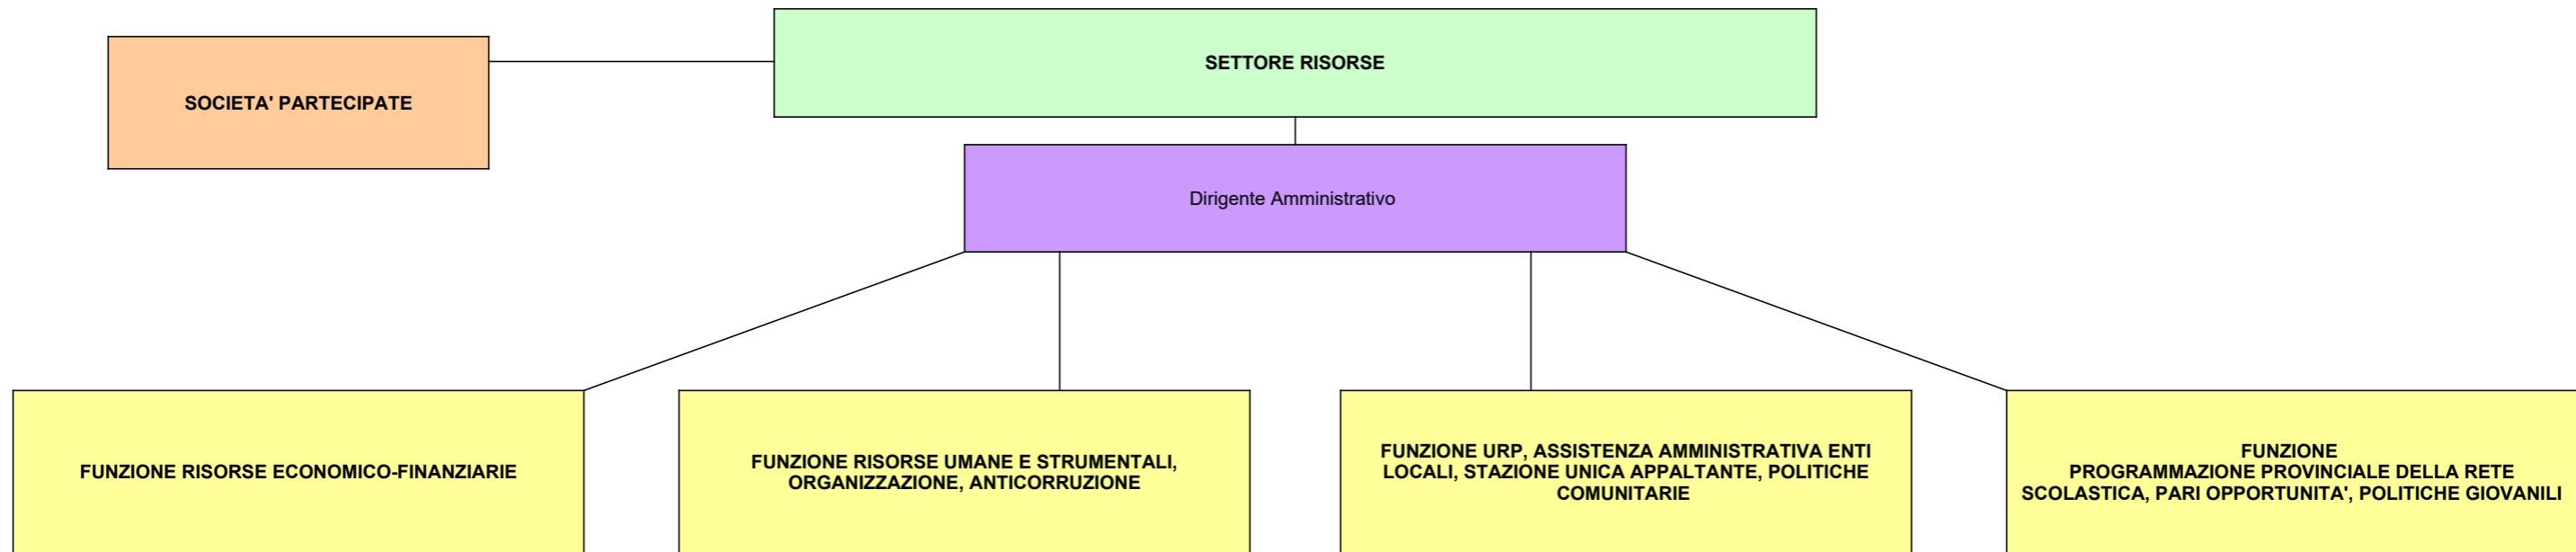 SETTORE RISORSE
SOCIETA' PARTECIPATE
Dirigente Amministrativo
FUNZIONE RISORSE ECONOMICO-FINANZIARIE
FUNZIONE RISORSE UMANE E STRUMENTALI,
ORGANIZZAZIONE, ANTICORRUZIONE
FUNZIONE URP, ASSISTENZA AMMINISTRATIVA ENTI
LOCALI, STAZIONE UNICA APPALTANTE, POLITICHE
COMUNITARIE
FUNZIONE
PROGRAMMAZIONE PROVINCIALE DELLA RETE
SCOLASTICA, PARI OPPORTUNITA', POLITICHE GIOVANILI